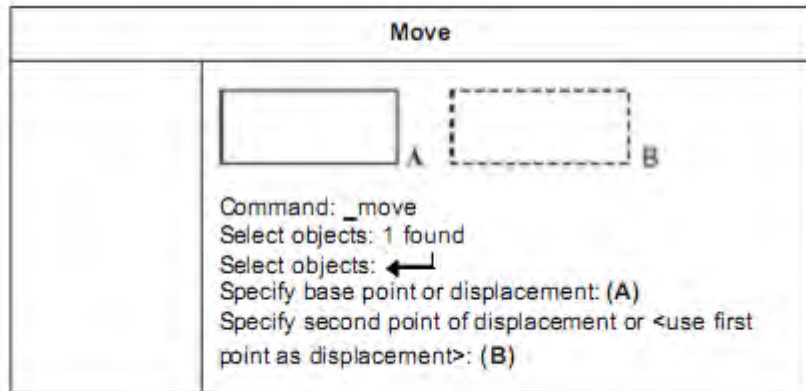 Move
A B
Command: _move
Select objects: 1 found
Select objects:
Specify base point or displacement: (A)
Specify second point of displacement or <use first
point as displacement>: (B)